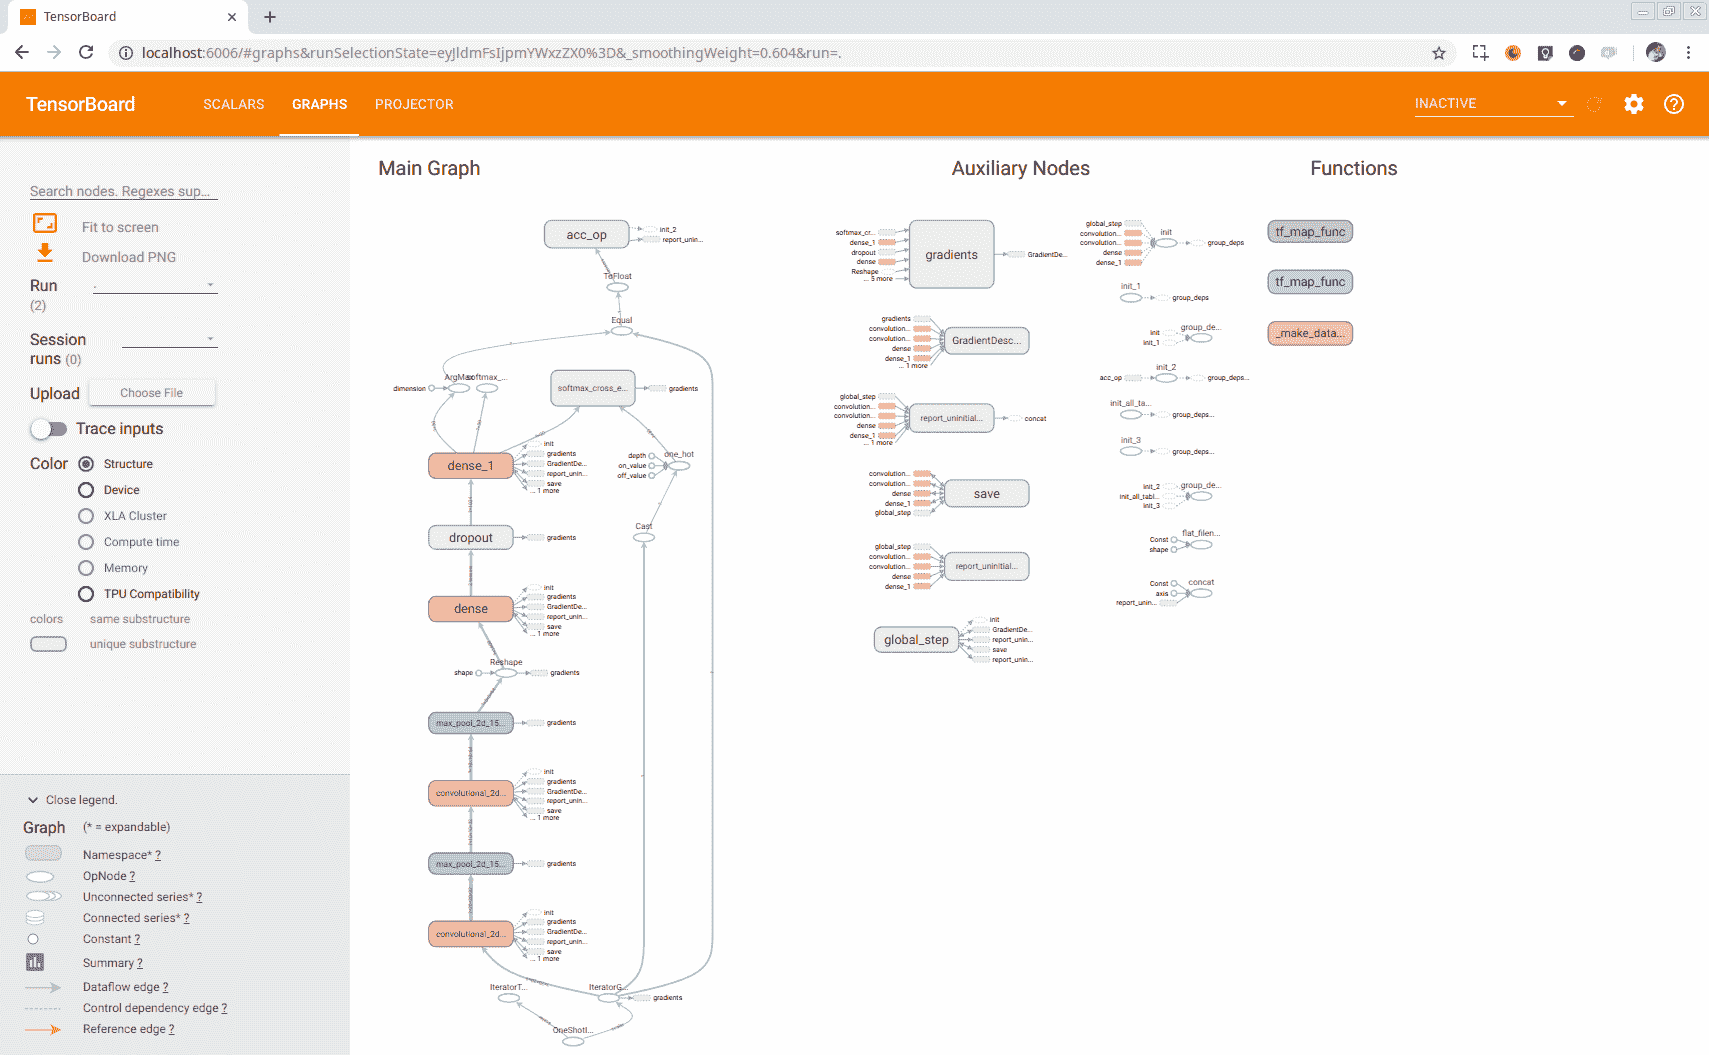 TensorBoard
localhost:6006/#graphs&runSelectionState=eyJldmFsIjpmYWxzZX0%3D&_smoothingWeight=0.604&run=.
TensorBoard SCALARS GRAPHS PROJECTOR INACTIVE
Search nodes. Regexes sup...
Fit to screen
Download PNG
Run
(2)
.
Session
runs (0)
Upload Choose File
Trace inputs
Color Structure
Device
XLA Cluster
Compute time
Memory
TPU Compatibility
colors same substructure
unique substructure
Close legend.
Graph (* = expandable)
Namespace* ?
OpNode ?
Unconnected series* ?
Connected series* ?
Constant ?
Summary ?
Dataflow edge ?
Control dependency edge ?
Reference edge ?
Main Graph
acc_op
init_2
report_unin...
ToFloat
Equal
dimension
ArgMax
softmax_...
softmax_cross_e...
gradients
dense_1
init
gradients
GradientDe...
report_unin...
save
... 1 more
depth
on_value
off_value
one_hot
Cast
dropout
gradients
dense
init
gradients
GradientDe...
report_unin...
save
... 1 more
Reshape
shape
gradients
max_pool_2d_15...
gradients
convolutional_2d...
init
gradients
GradientDe...
report_unin...
save
... 1 more
max_pool_2d_15...
gradients
convolutional_2d...
init
gradients
GradientDe...
report_unin...
save
... 1 more
IteratorT...
IteratorG...
gradients
OneShotI...
Auxiliary Nodes
softmax_cr...
dense_1
dropout
dense
Reshape
... 5 more
gradients
GradientDe...
gradients
convolution...
convolution...
dense
dense_1
... 1 more
GradientDesc...
global_step
convolution...
convolution...
dense
dense_1
... 1 more
report_uninitial...
concat
convolution...
convolution...
dense
dense_1
global_step
save
global_step
convolution...
convolution...
dense
dense_1
report_uninitial...
global_step
init
GradientDe...
report_unin...
save
report_unin...
global_step
convolution...
convolution...
dense
dense_1
init
group_deps
init_1
group_deps
init
init_1
group_de...
acc_op
init_2
group_deps...
init_all_ta...
group_deps...
init_3
group_deps...
init_2
init_all_tabl...
init_3
group_de...
Const
shape
flat_filen...
Const
axis
report_unin...
concat
Functions
tf_map_func
tf_map_func
_make_data...